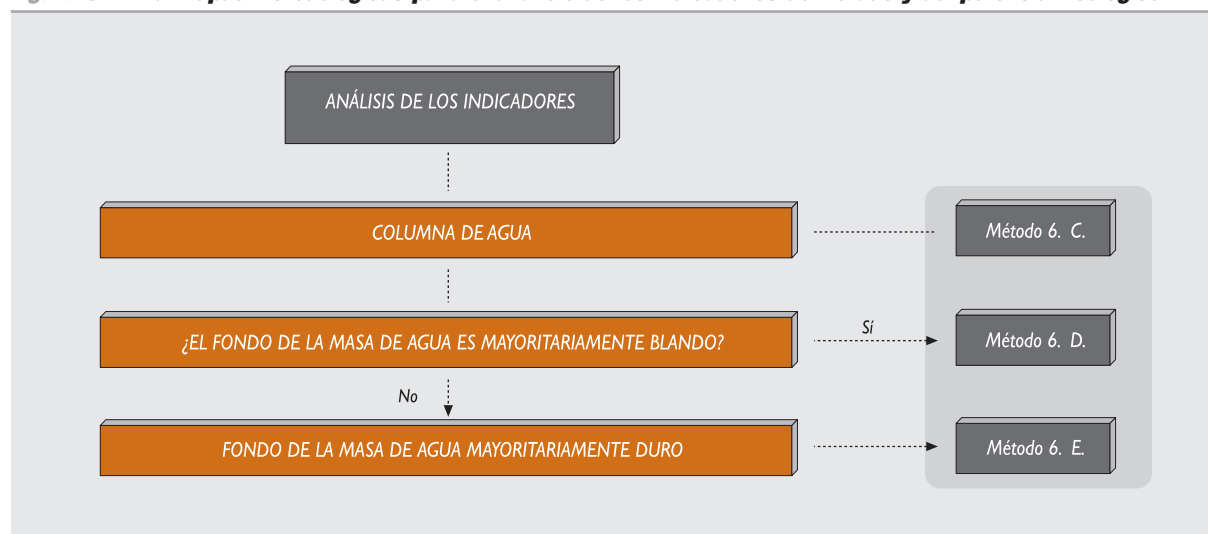 ANÁLISIS DE LOS INDICADORES
COLUMNA DE AGUA
Método 6. C.
¿EL FONDO DE LA MASA DE AGUA ES MAYORITARIAMENTE BLANDO?
Sí
Método 6. D.
No
FONDO DE LA MASA DE AGUA MAYORITARIAMENTE DURO
Método 6. E.